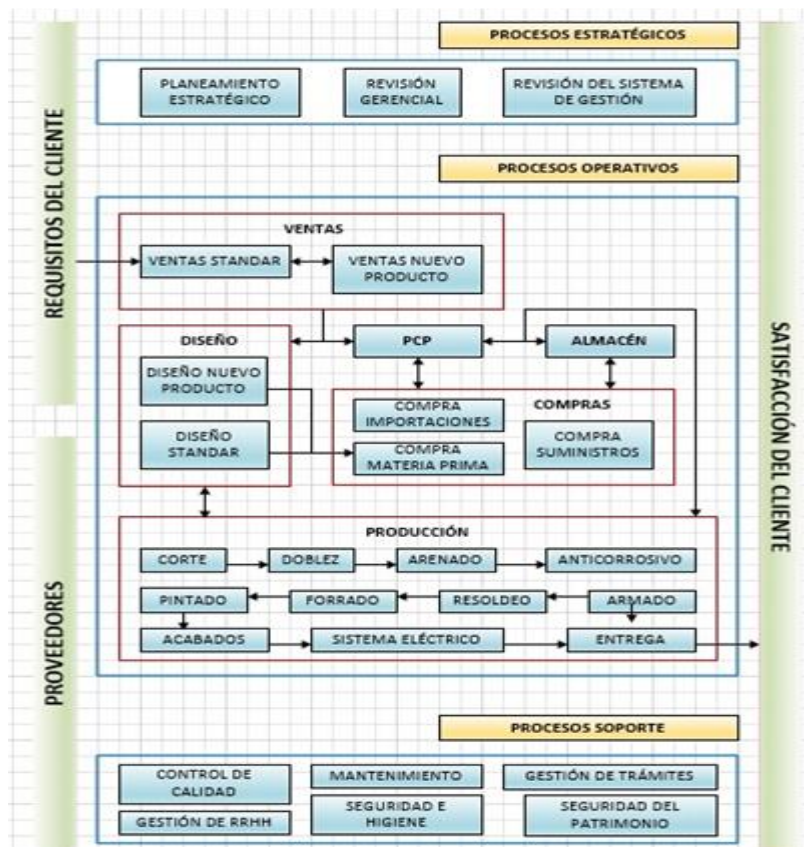 PROCESOS ESTRATÉGICOS
PLANEAMIENTO
ESTRATÉGICO
REVISIÓN
GERENCIAL
REVISIÓN DEL SISTEMA
DE GESTIÓN
REQUISITOS DEL CLIENTE
PROCESOS OPERATIVOS
VENTAS
VENTAS STANDAR
VENTAS NUEVO
PRODUCTO
DISEÑO
PCP
ALMACÉN
DISEÑO NUEVO
PRODUCTO
DISEÑO
STANDAR
COMPRA
IMPORTACIONES
COMPRAS
COMPRA
MATERIA PRIMA
COMPRA
SUMINISTROS
SATISFACCIÓN DEL CLIENTE
PROVEEDORES
PRODUCCIÓN
CORTE
DOBLEZ
ARENADO
ANTICORROSIVO
PINTADO
FORRADO
RESOLDEO
ARMADO
ACABADOS
SISTEMA ELÉCTRICO
ENTREGA
PROCESOS SOPORTE
CONTROL DE
CALIDAD
MANTENIMIENTO
GESTIÓN DE TRÁMITES
GESTIÓN DE RRHH
SEGURIDAD E
HIGIENE
SEGURIDAD DEL
PATRIMONIO